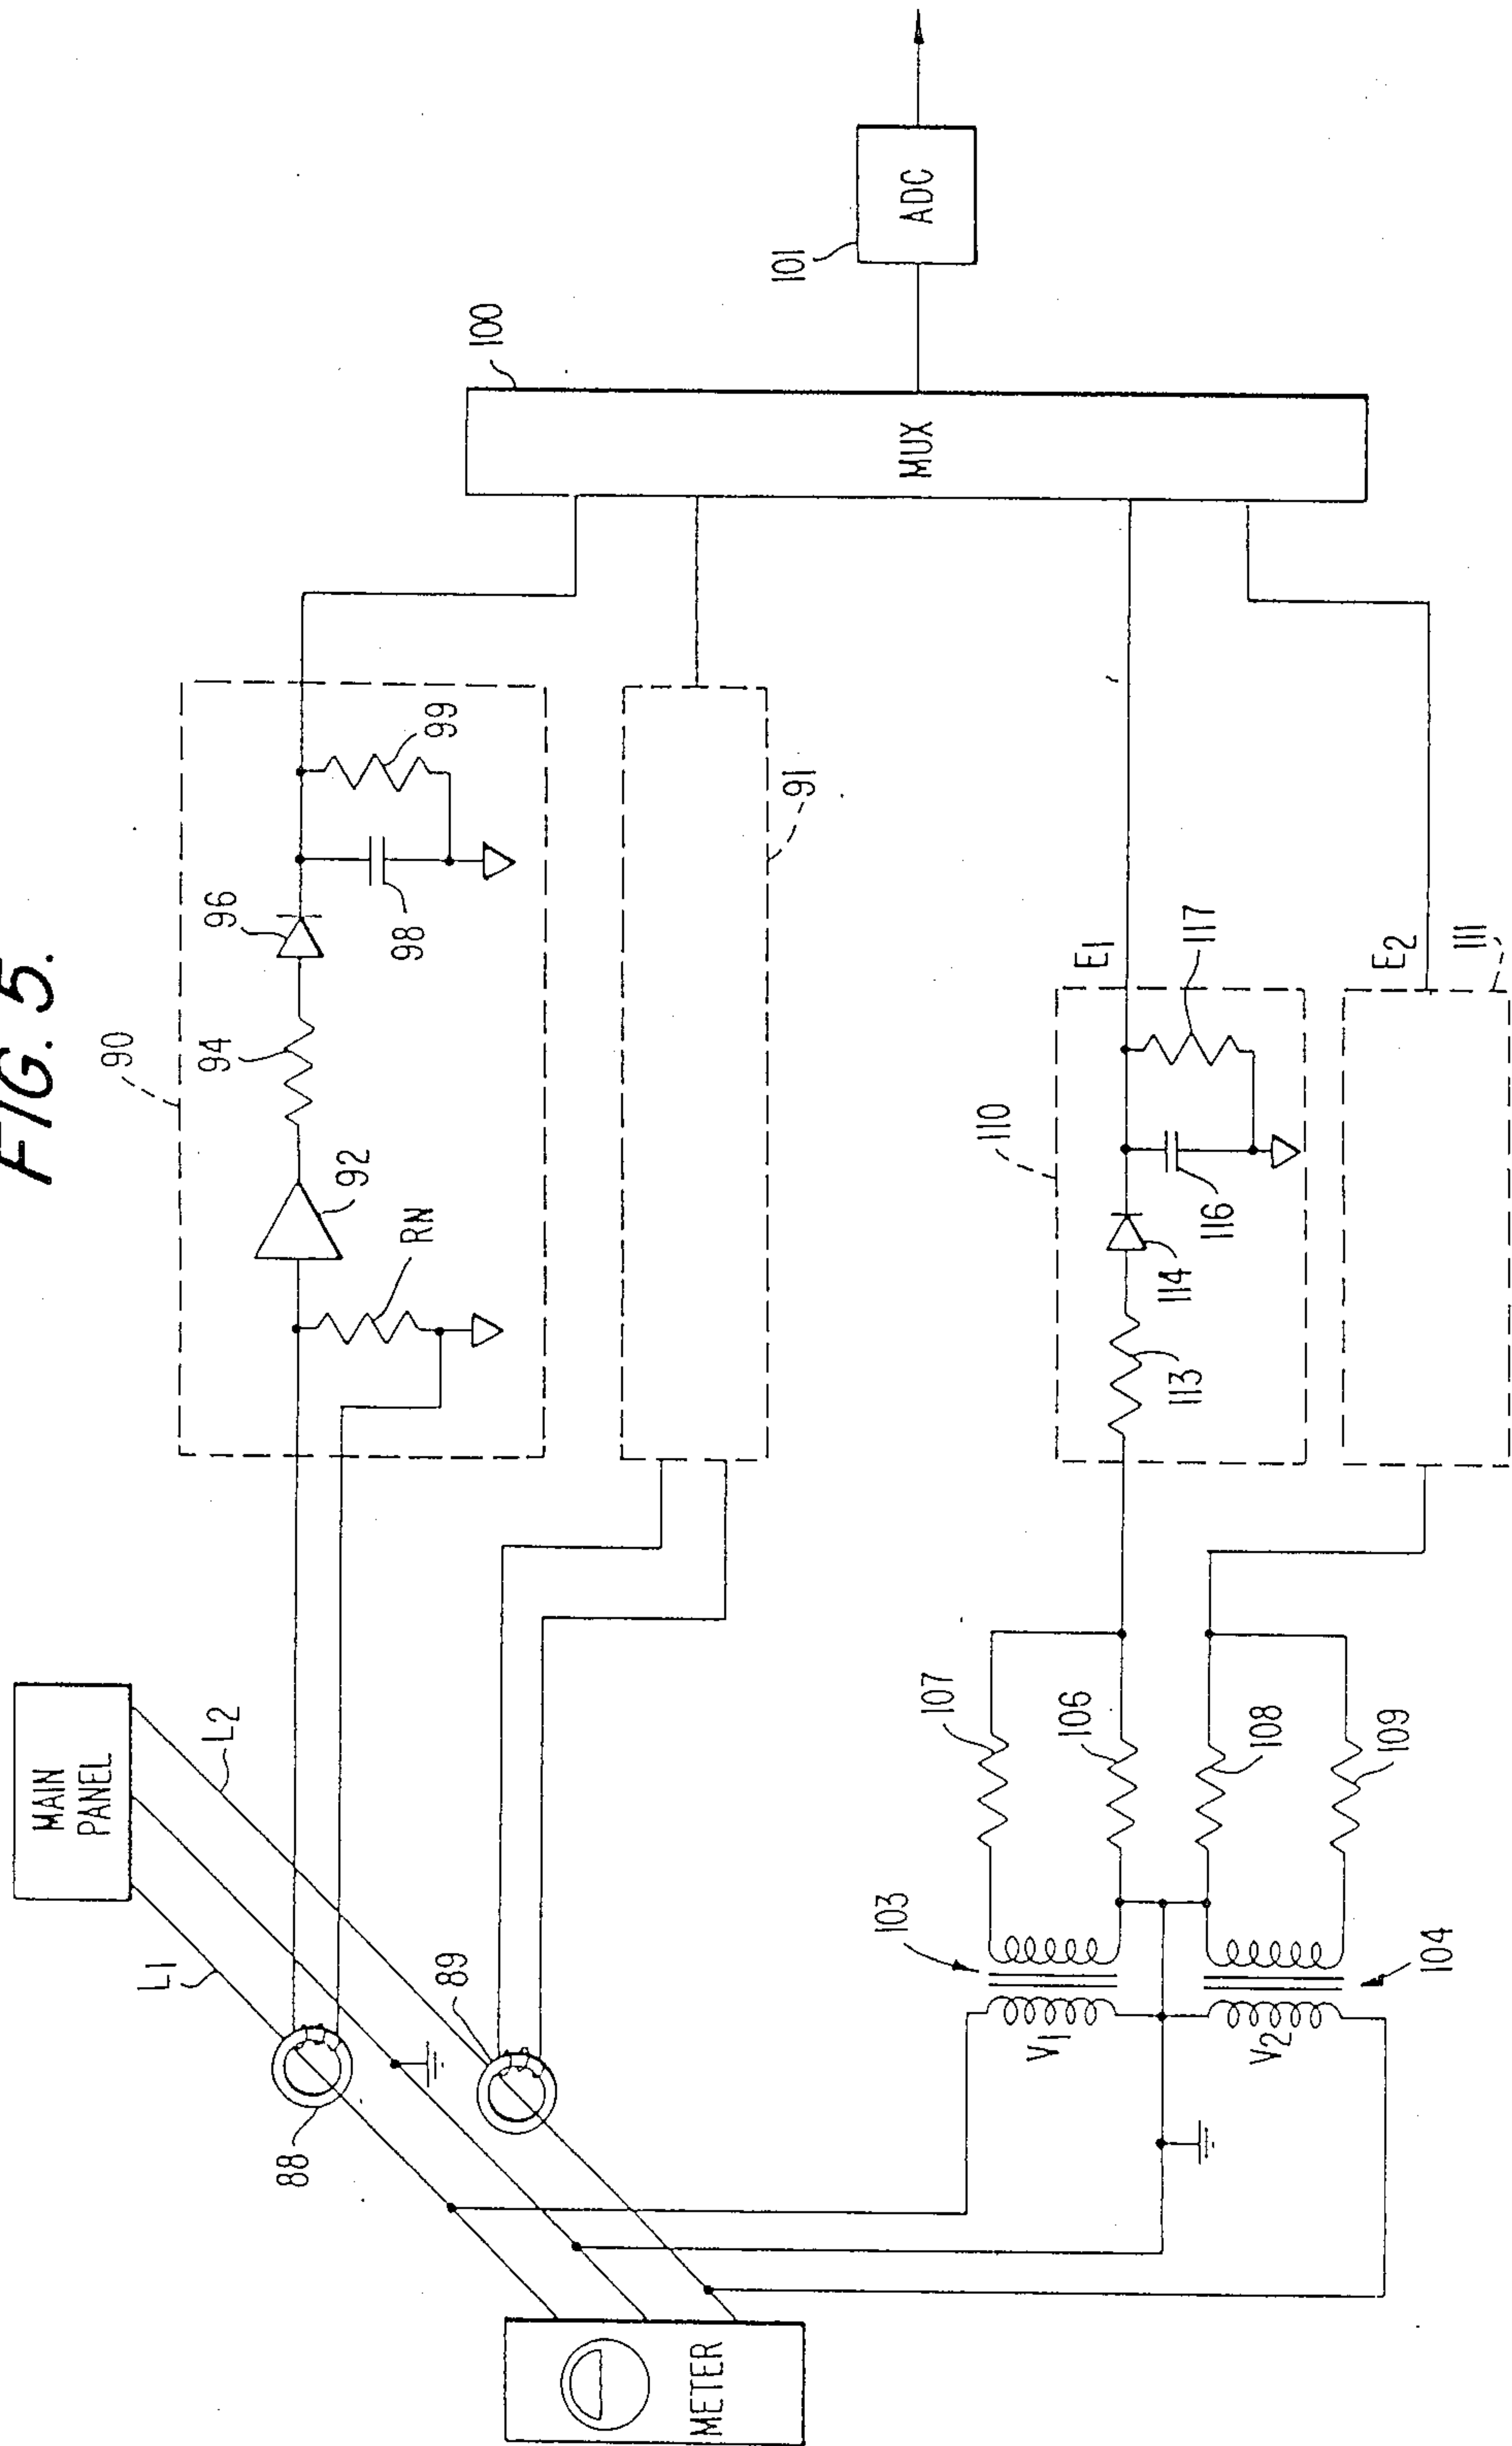 FIG. 5.
MAIN
PANEL
L1
L2
88
89
METER
90
RN
92
94
96
98
99
91
100
MUX
101
ADC
103
104
V1
V2
107
106
108
109
110
113
114
116
117
E1
E2
111